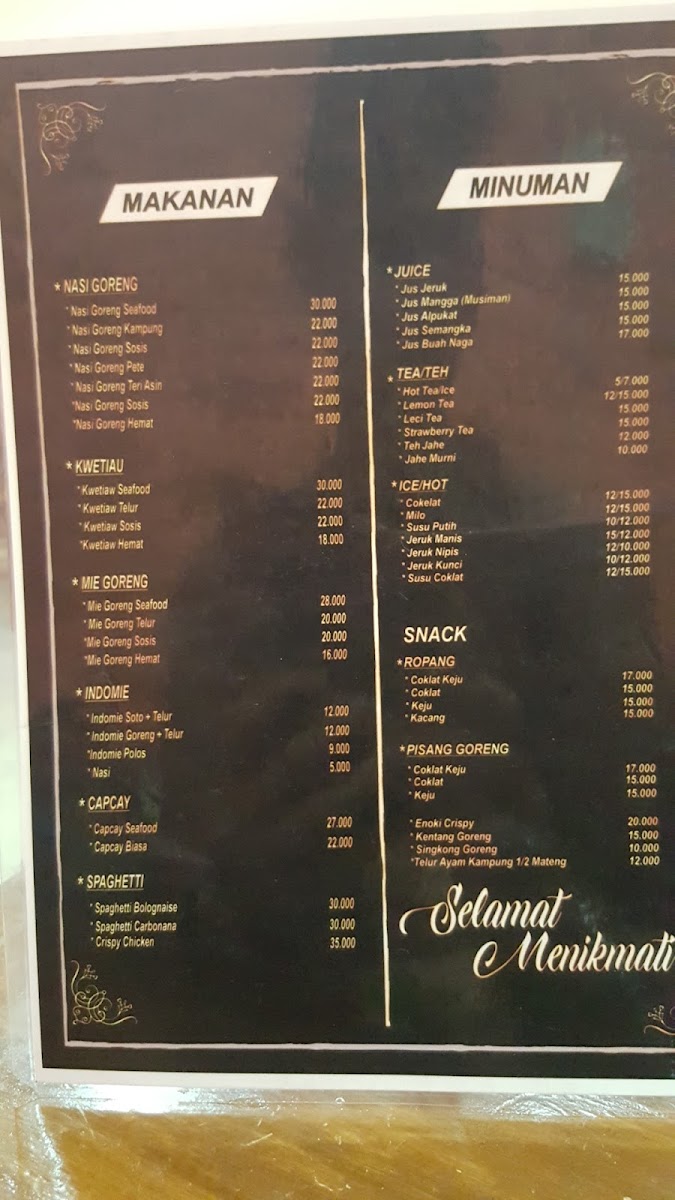 MAKANAN
* NASI GORENG
* Nasi Goreng Seafood 30.000
* Nasi Goreng Kampung 22.000
* Nasi Goreng Sosis 22.000
* Nasi Goreng Pete 22.000
* Nasi Goreng Teri Asin 22.000
*Nasi Goreng Sosis 22.000
*Nasi Goreng Hemat 18.000
* KWETIAU
* Kwetiaw Seafood 30.000
* Kwetiaw Telur 22.000
* Kwetiaw Sosis 22.000
*Kwetiaw Hemat 18.000
* MIE GORENG
* Mie Goreng Seafood 28.000
* Mie Goreng Telur 20.000
*Mie Goreng Sosis 20.000
*Mie Goreng Hemat 16.000
* INDOMIE
* Indomie Soto + Telur 12.000
* Indomie Goreng + Telur 12.000
*Indomie Polos 9.000
* Nasi 5.000
* CAPCAY
* Capcay Seafood 27.000
* Capcay Biasa 22.000
* SPAGHETTI
* Spaghetti Bolognaise 30.000
* Spaghetti Carbonana 30.000
* Crispy Chicken 35.000
MINUMAN
* JUICE
* Jus Jeruk 15.000
* Jus Mangga (Musiman) 15.000
* Jus Alpukat 15.000
* Jus Semangka 15.000
* Jus Buah Naga 17.000
* TEA/TEH
* Hot Tea/Ice 5/7.000
* Lemon Tea 12/15.000
* Leci Tea 15.000
* Strawberry Tea 15.000
* Teh Jahe 12.000
* Jahe Murni 10.000
* ICE/HOT
* Cokelat 12/15.000
* Milo 12/15.000
* Susu Putih 10/12.000
* Jeruk Manis 15/12.000
* Jeruk Nipis 12/10.000
* Jeruk Kunci 10/12.000
* Susu Coklat 12/15.000
SNACK
* ROPANG
* Coklat Keju 17.000
* Coklat 15.000
* Keju 15.000
* Kacang 15.000
* PISANG GORENG
* Coklat Keju 17.000
* Coklat 15.000
* Keju 15.000
* Enoki Crispy 20.000
* Kentang Goreng 15.000
* Singkong Goreng 10.000
*Telur Ayam Kampung 1/2 Mateng 12.000
Selamat
Menikmati